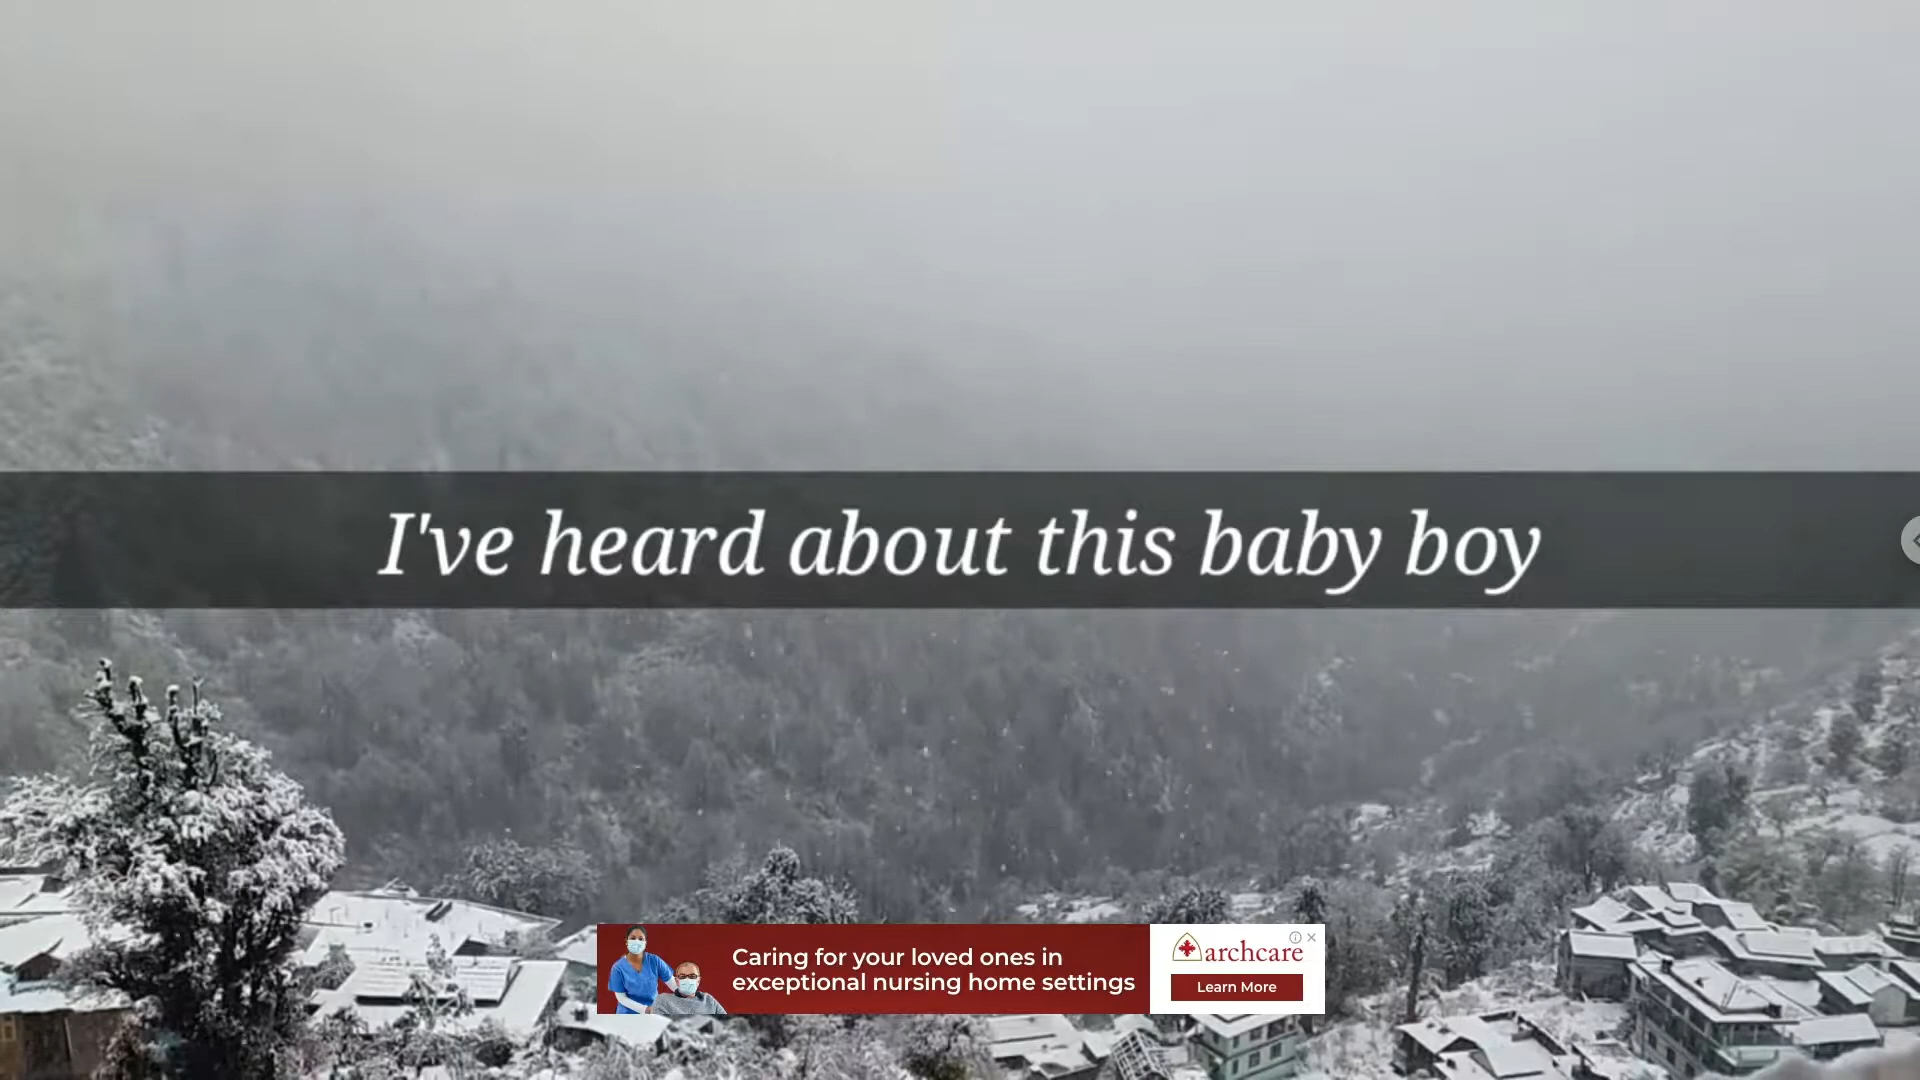 I've heard about this baby boy
Caring for your loved ones in
exceptional nursing home settings
archcare
Learn More